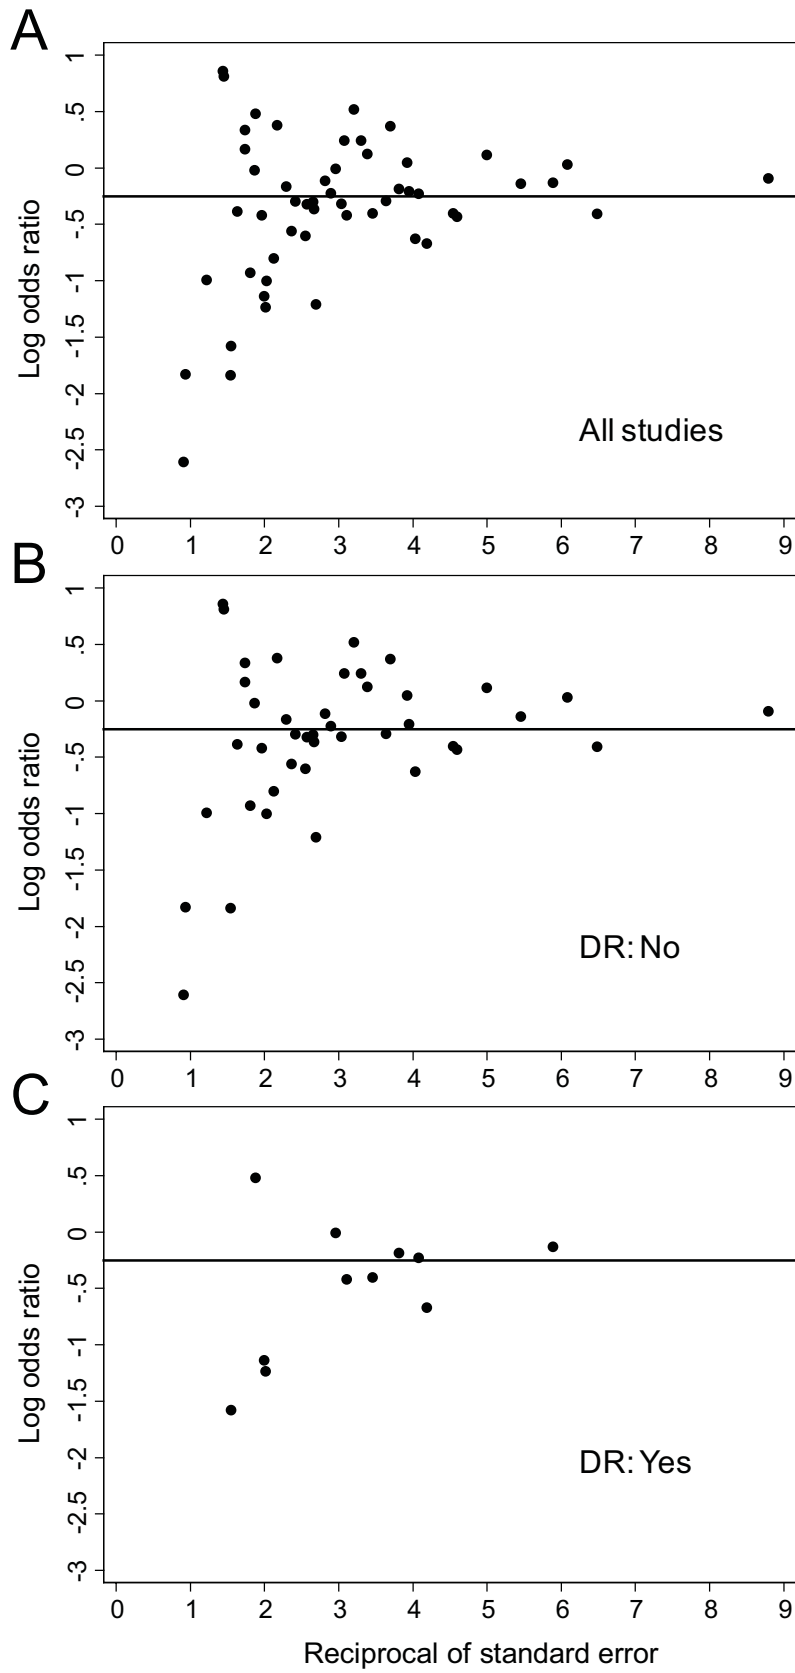 A
Log odds ratio
1
.5
0
-.5
-1
-1.5
-2
-2.5
-3
All studies
0 1 2 3 4 5 6 7 8 9
B
Log odds ratio
1
.5
0
-.5
-1
-1.5
-2
-2.5
-3
DR: No
0 1 2 3 4 5 6 7 8 9
C
Log odds ratio
1
.5
0
-.5
-1
-1.5
-2
-2.5
-3
DR: Yes
0 1 2 3 4 5 6 7 8 9
Reciprocal of standard error